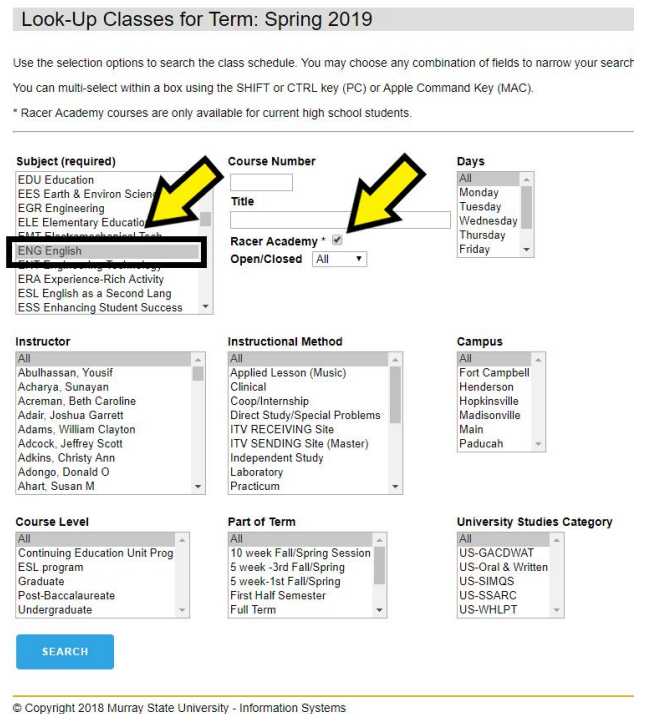 Look-Up Classes for Term: Spring 2019
Use the selection options to search the class schedule. You may choose any combination of fields to narrow your search
You can multi-select within a box using the SHIFT or CTRL key (PC) or Apple Command Key (MAC).
* Racer Academy courses are only available for current high school students.
Subject (required)
EDU Education
EES Earth & Environ Scien
EGR Engineering
ELE Elementary Education
EMT Electromechanical Tech
ENG English
ENT Engineering Technology
ERA Experience-Rich Activity
ESL English as a Second Lang
ESS Enhancing Student Success
Course Number
Title
Racer Academy *
Open/Closed All
Days
All
Monday
Tuesday
Wednesday
Thursday
Friday
Instructor
All
Abulhassan, Yousif
Acharya, Sunayan
Acreman, Beth Caroline
Adair, Joshua Garrett
Adams, William Clayton
Adcock, Jeffrey Scott
Adkins, Christy Ann
Adongo, Donald O
Ahart, Susan M
Instructional Method
All
Applied Lesson (Music)
Clinical
Coop/Internship
Direct Study/Special Problems
ITV RECEIVING Site
ITV SENDING Site (Master)
Independent Study
Laboratory
Practicum
Campus
All
Fort Campbell
Henderson
Hopkinsville
Madisonville
Main
Paducah
Course Level
All
Continuing Education Unit Prog
ESL program
Graduate
Post-Baccalaureate
Undergraduate
Part of Term
All
10 week Fall/Spring Session
5 week -3rd Fall/Spring
5 week-1st Fall/Spring
First Half Semester
Full Term
University Studies Category
All
US-GACDWAT
US-Oral & Written
US-SIMQS
US-SSARC
US-WHLPT
SEARCH
© Copyright 2018 Murray State University - Information Systems